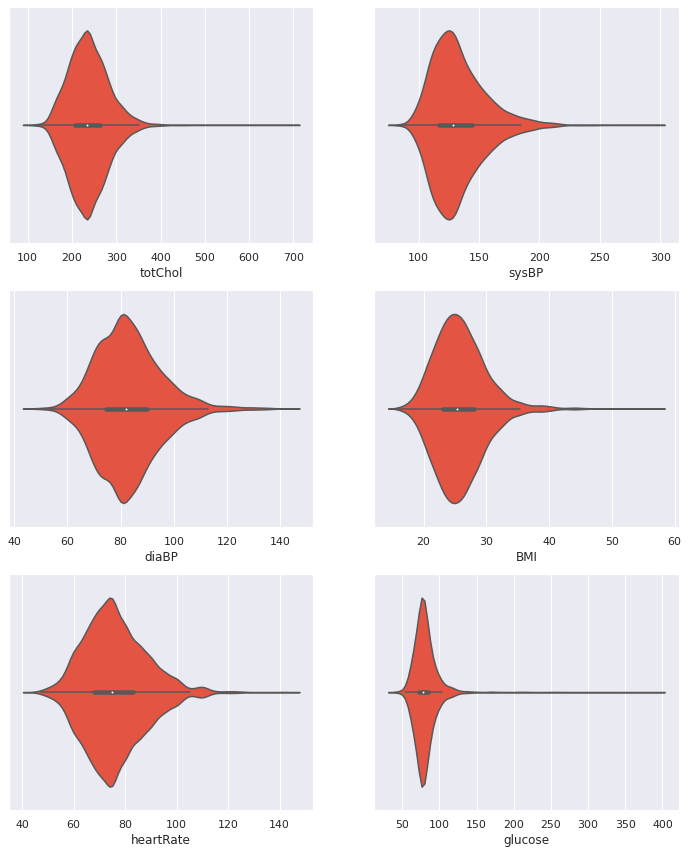 100 200 300 400 500 600 700
totChol
100 150 200 250 300
sysBP
40 60 80 100 120 140
diaBP
20 30 40 50 60
BMI
40 60 80 100 120 140
heartRate
50 100 150 200 250 300 350 400
glucose